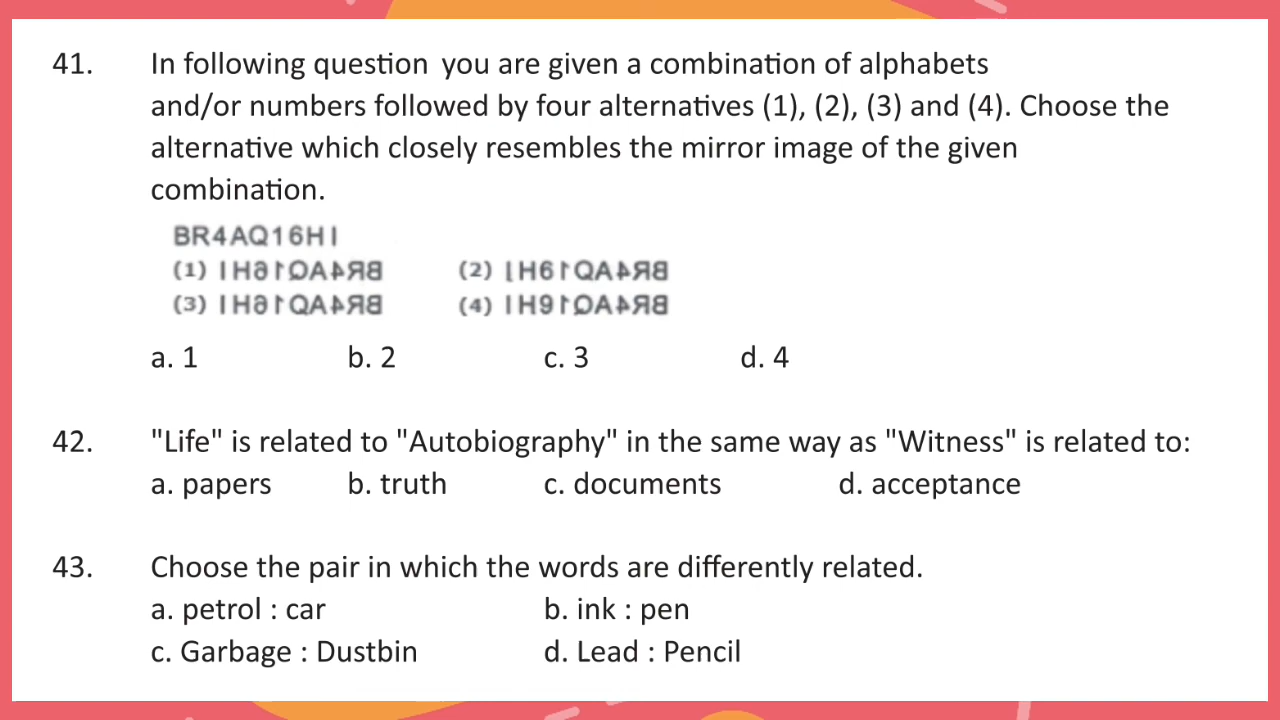 41. In following question you are given a combination of alphabets
and/or numbers followed by four alternatives (1), (2), (3) and (4). Choose the
alternative which closely resembles the mirror image of the given
combination.
BR4AQ16HI
(1) (2)
(3) (4)
a. 1 b. 2 c. 3 d. 4
42. "Life" is related to "Autobiography" in the same way as "Witness" is related to:
a. papers b. truth c. documents d. acceptance
43. Choose the pair in which the words are differently related.
a. petrol : car b. ink : pen
c. Garbage : Dustbin d. Lead : Pencil